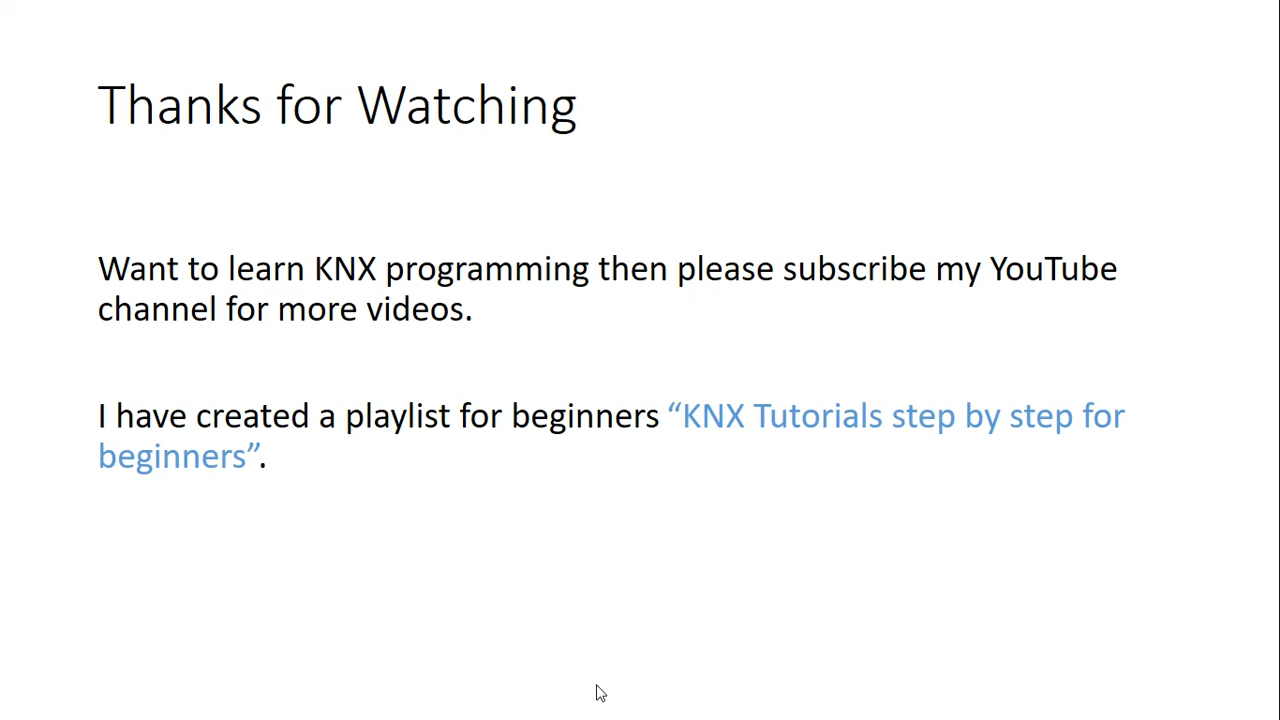 Thanks for Watching
Want to learn KNX programming then please subscribe my YouTube
channel for more videos.
I have created a playlist for beginners “KNX Tutorials step by step for
beginners”.